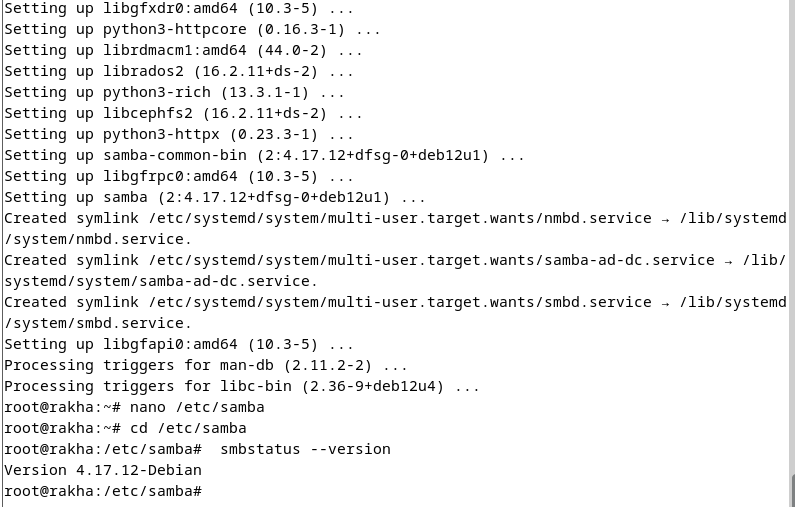 Setting up libgfxdr0:amd64 (10.3-5) ...
Setting up python3-httpcore (0.16.3-1) ...
Setting up librdmacm1:amd64 (44.0-2) ...
Setting up librados2 (16.2.11+ds-2) ...
Setting up python3-rich (13.3.1-1) ...
Setting up libcephfs2 (16.2.11+ds-2) ...
Setting up python3-httpx (0.23.3-1) ...
Setting up samba-common-bin (2:4.17.12+dfsg-0+deb12u1) ...
Setting up libgfrpc0:amd64 (10.3-5) ...
Setting up samba (2:4.17.12+dfsg-0+deb12u1) ...
Created symlink /etc/systemd/system/multi-user.target.wants/nmbd.service → /lib/systemd
/system/nmbd.service.
Created symlink /etc/systemd/system/multi-user.target.wants/samba-ad-dc.service → /lib/
systemd/system/samba-ad-dc.service.
Created symlink /etc/systemd/system/multi-user.target.wants/smbd.service → /lib/systemd
/system/smbd.service.
Setting up libgfapi0:amd64 (10.3-5) ...
Processing triggers for man-db (2.11.2-2) ...
Processing triggers for libc-bin (2.36-9+deb12u4) ...
root@rakha:~# nano /etc/samba
root@rakha:~# cd /etc/samba
root@rakha:/etc/samba#  smbstatus --version
Version 4.17.12-Debian
root@rakha:/etc/samba#